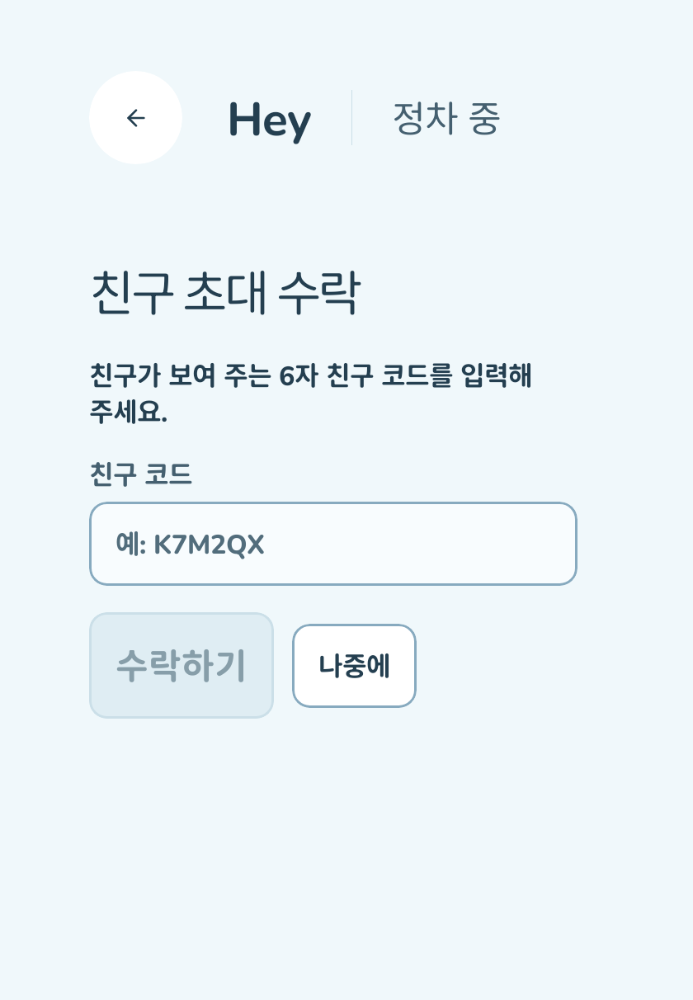 Hey 정차 중
친구 초대 수락
친구가 보여 주는 6자 친구 코드를 입력해
주세요.
친구 코드
예: K7M2QX
수락하기 나중에